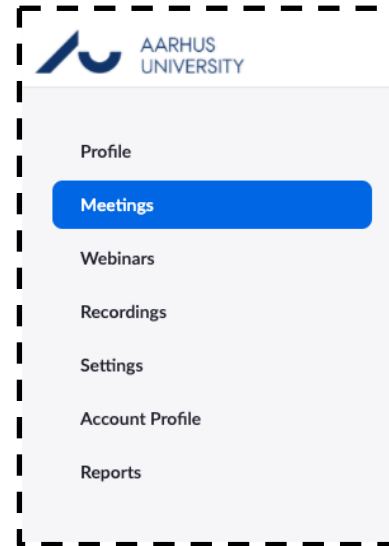 AARHUS
UNIVERSITY
Profile
Meetings
Webinars
Recordings
Settings
Account Profile
Reports